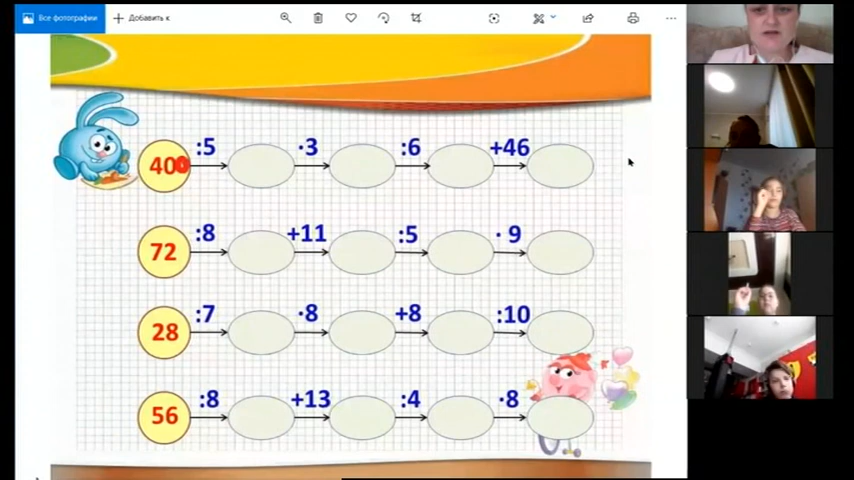 Все фотографии
Добавить к
:5 ·3 :6 +46
400
:8 +11 :5 · 9
72
:7 ·8 +8 :10
28
:8 +13 :4 ·8
56